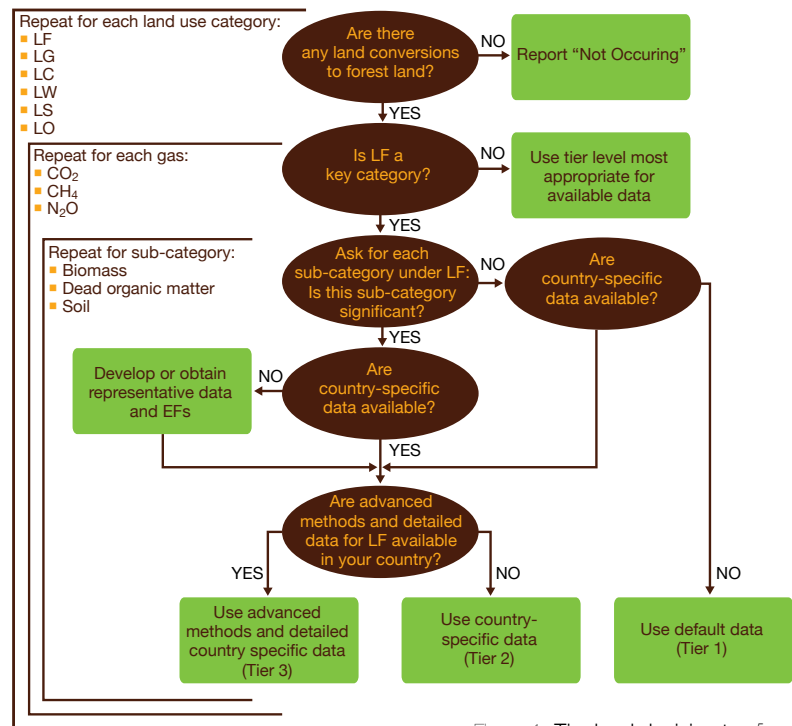 Repeat for each land use category:
LF
LG
LC
LW
LS
LO
Are there
any land conversions
to forest land?
NO
Report “Not Occuring”
YES
Repeat for each gas:
CO₂
CH₄
N₂O
Is LF a
key category?
NO
Use tier level most
appropriate for
available data
YES
Repeat for sub-category:
Biomass
Dead organic matter
Soil
Ask for each
sub-category under LF:
Is this sub-category
significant?
NO
Are
country-specific
data available?
YES
Develop or obtain
representative data
and EFs
NO
Are
country-specific
data available?
YES
Are advanced
methods and detailed
data for LF available
in your country?
YES
NO
NO
Use advanced
methods and detailed
country specific data
(Tier 3)
Use country-
specific data
(Tier 2)
Use default data
(Tier 1)